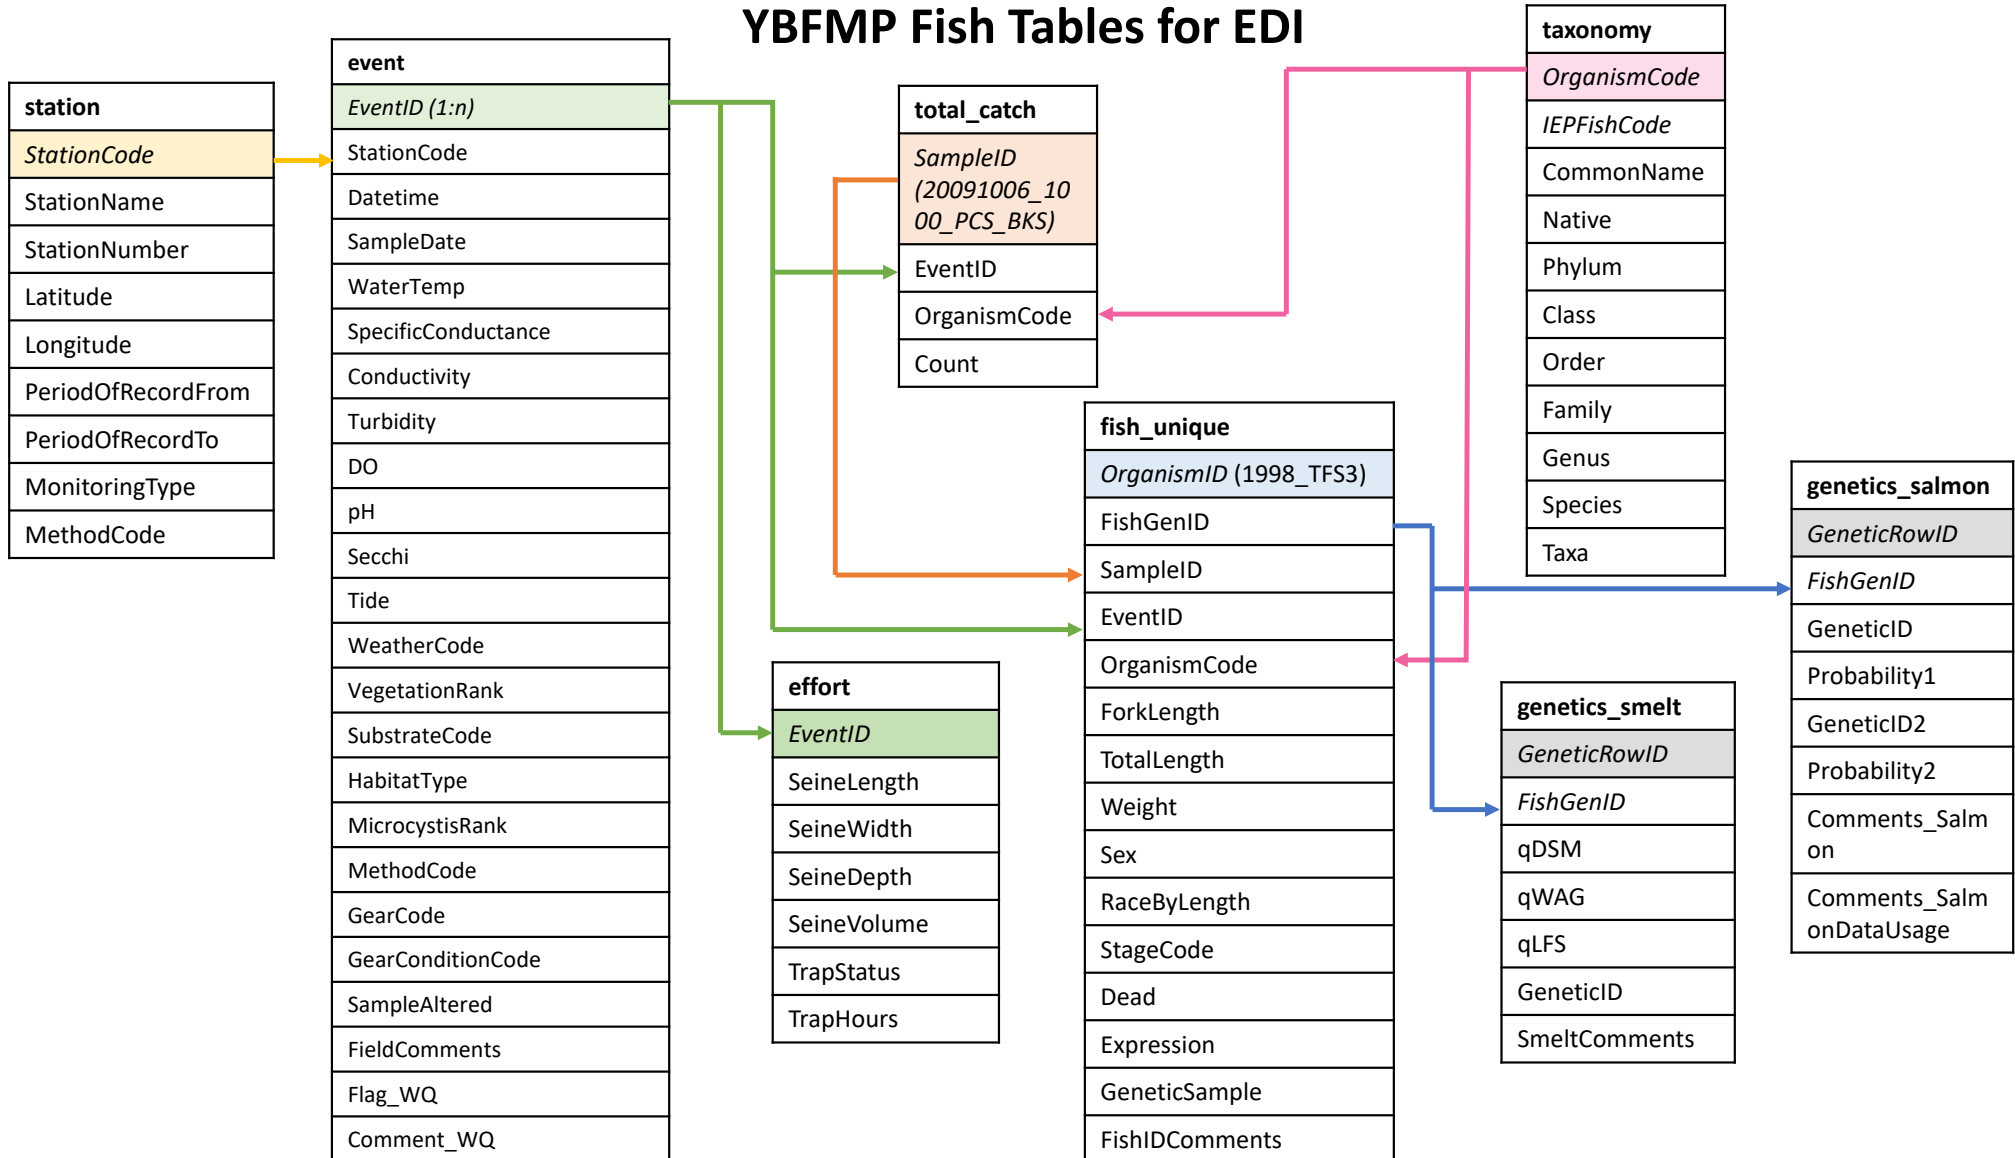 YBFMP Fish Tables for EDI
station
StationCode
StationName
StationNumber
Latitude
Longitude
PeriodOfRecordFrom
PeriodOfRecordTo
MonitoringType
MethodCode
event
EventID (1:n)
StationCode
Datetime
SampleDate
WaterTemp
SpecificConductance
Conductivity
Turbidity
DO
pH
Secchi
Tide
WeatherCode
VegetationRank
SubstrateCode
HabitatType
MicrocystisRank
MethodCode
GearCode
GearConditionCode
SampleAltered
FieldComments
Flag_WQ
Comment_WQ
total_catch
SampleID
(20091006_10
00_PCS_BKS)
EventID
OrganismCode
Count
effort
EventID
SeineLength
SeineWidth
SeineDepth
SeineVolume
TrapStatus
TrapHours
fish_unique
OrganismID (1998_TFS3)
FishGenID
SampleID
EventID
OrganismCode
ForkLength
TotalLength
Weight
Sex
RaceByLength
StageCode
Dead
Expression
GeneticSample
FishIDComments
taxonomy
OrganismCode
IEPFishCode
CommonName
Native
Phylum
Class
Order
Family
Genus
Species
Taxa
genetics_smelt
GeneticRowID
FishGenID
qDSM
qWAG
qLFS
GeneticID
SmeltComments
genetics_salmon
GeneticRowID
FishGenID
GeneticID
Probability1
GeneticID2
Probability2
Comments_Salm
on
Comments_Salm
onDataUsage